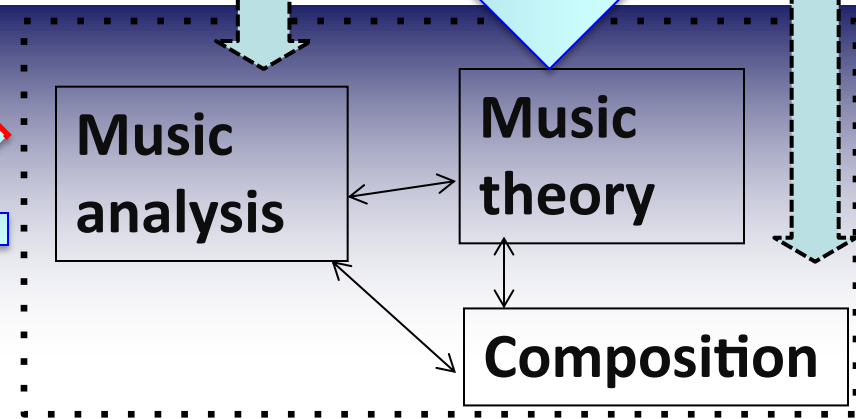 Music
analysis
Music
theory
Composition